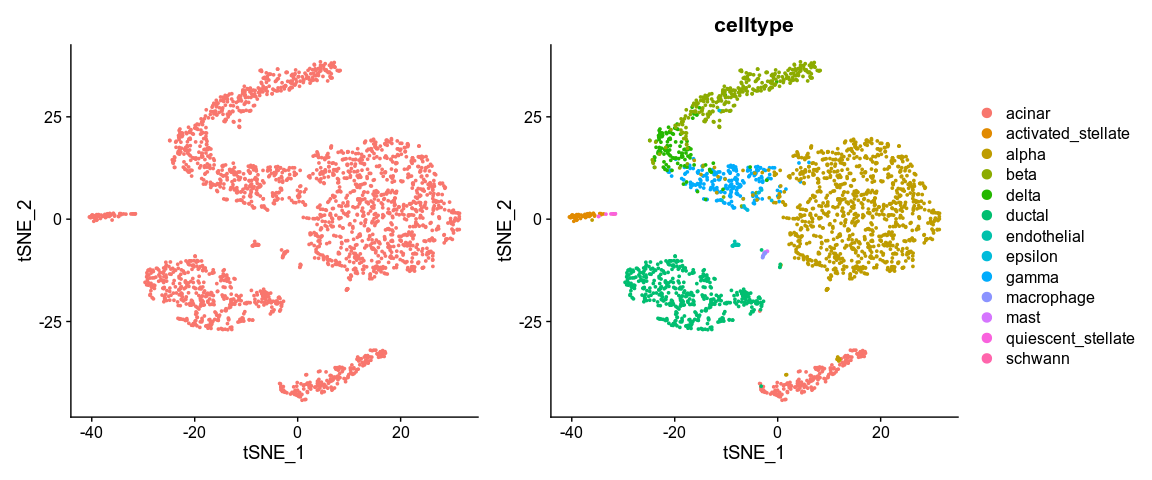 celltype
25
0
-25
tSNE_2
-40
-20
0
20
tSNE_1
25
0
-25
tSNE_2
-40
-20
0
20
tSNE_1
acinar
activated_stellate
alpha
beta
delta
ductal
endothelial
epsilon
gamma
macrophage
mast
quiescent_stellate
schwann